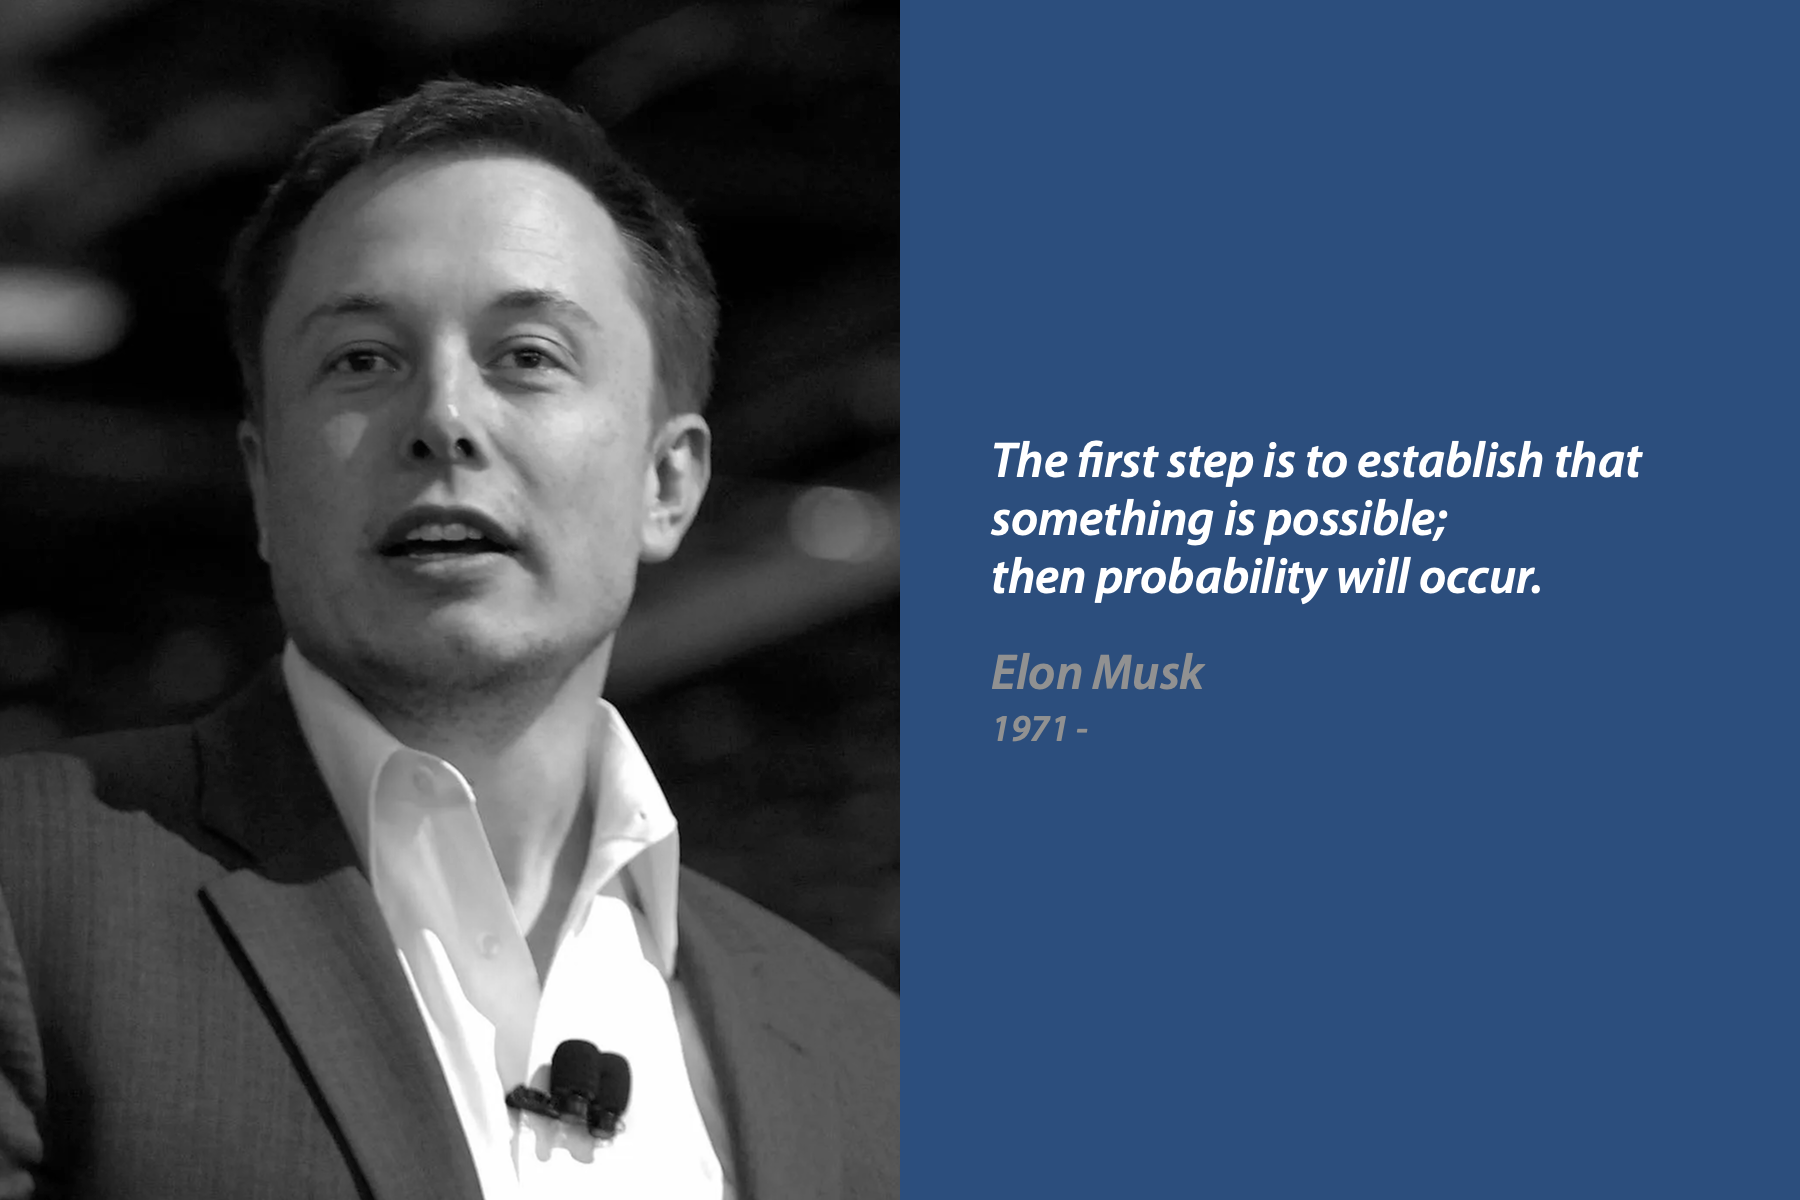 The first step is to establish that
something is possible;
then probability will occur.
Elon Musk
1971 -